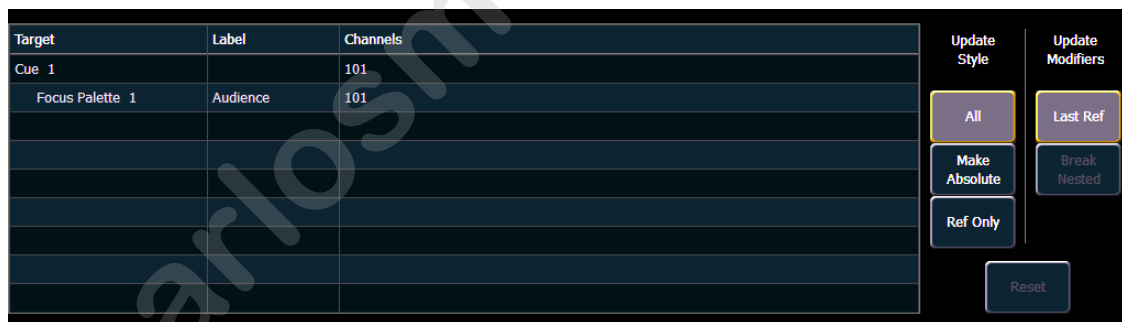 Target Label Channels
Cue 1 101
Focus Palette 1 Audience 101
Update Style
Update Modifiers
All
Last Ref
Make Absolute
Break Nested
Ref Only
Reset
arlosm